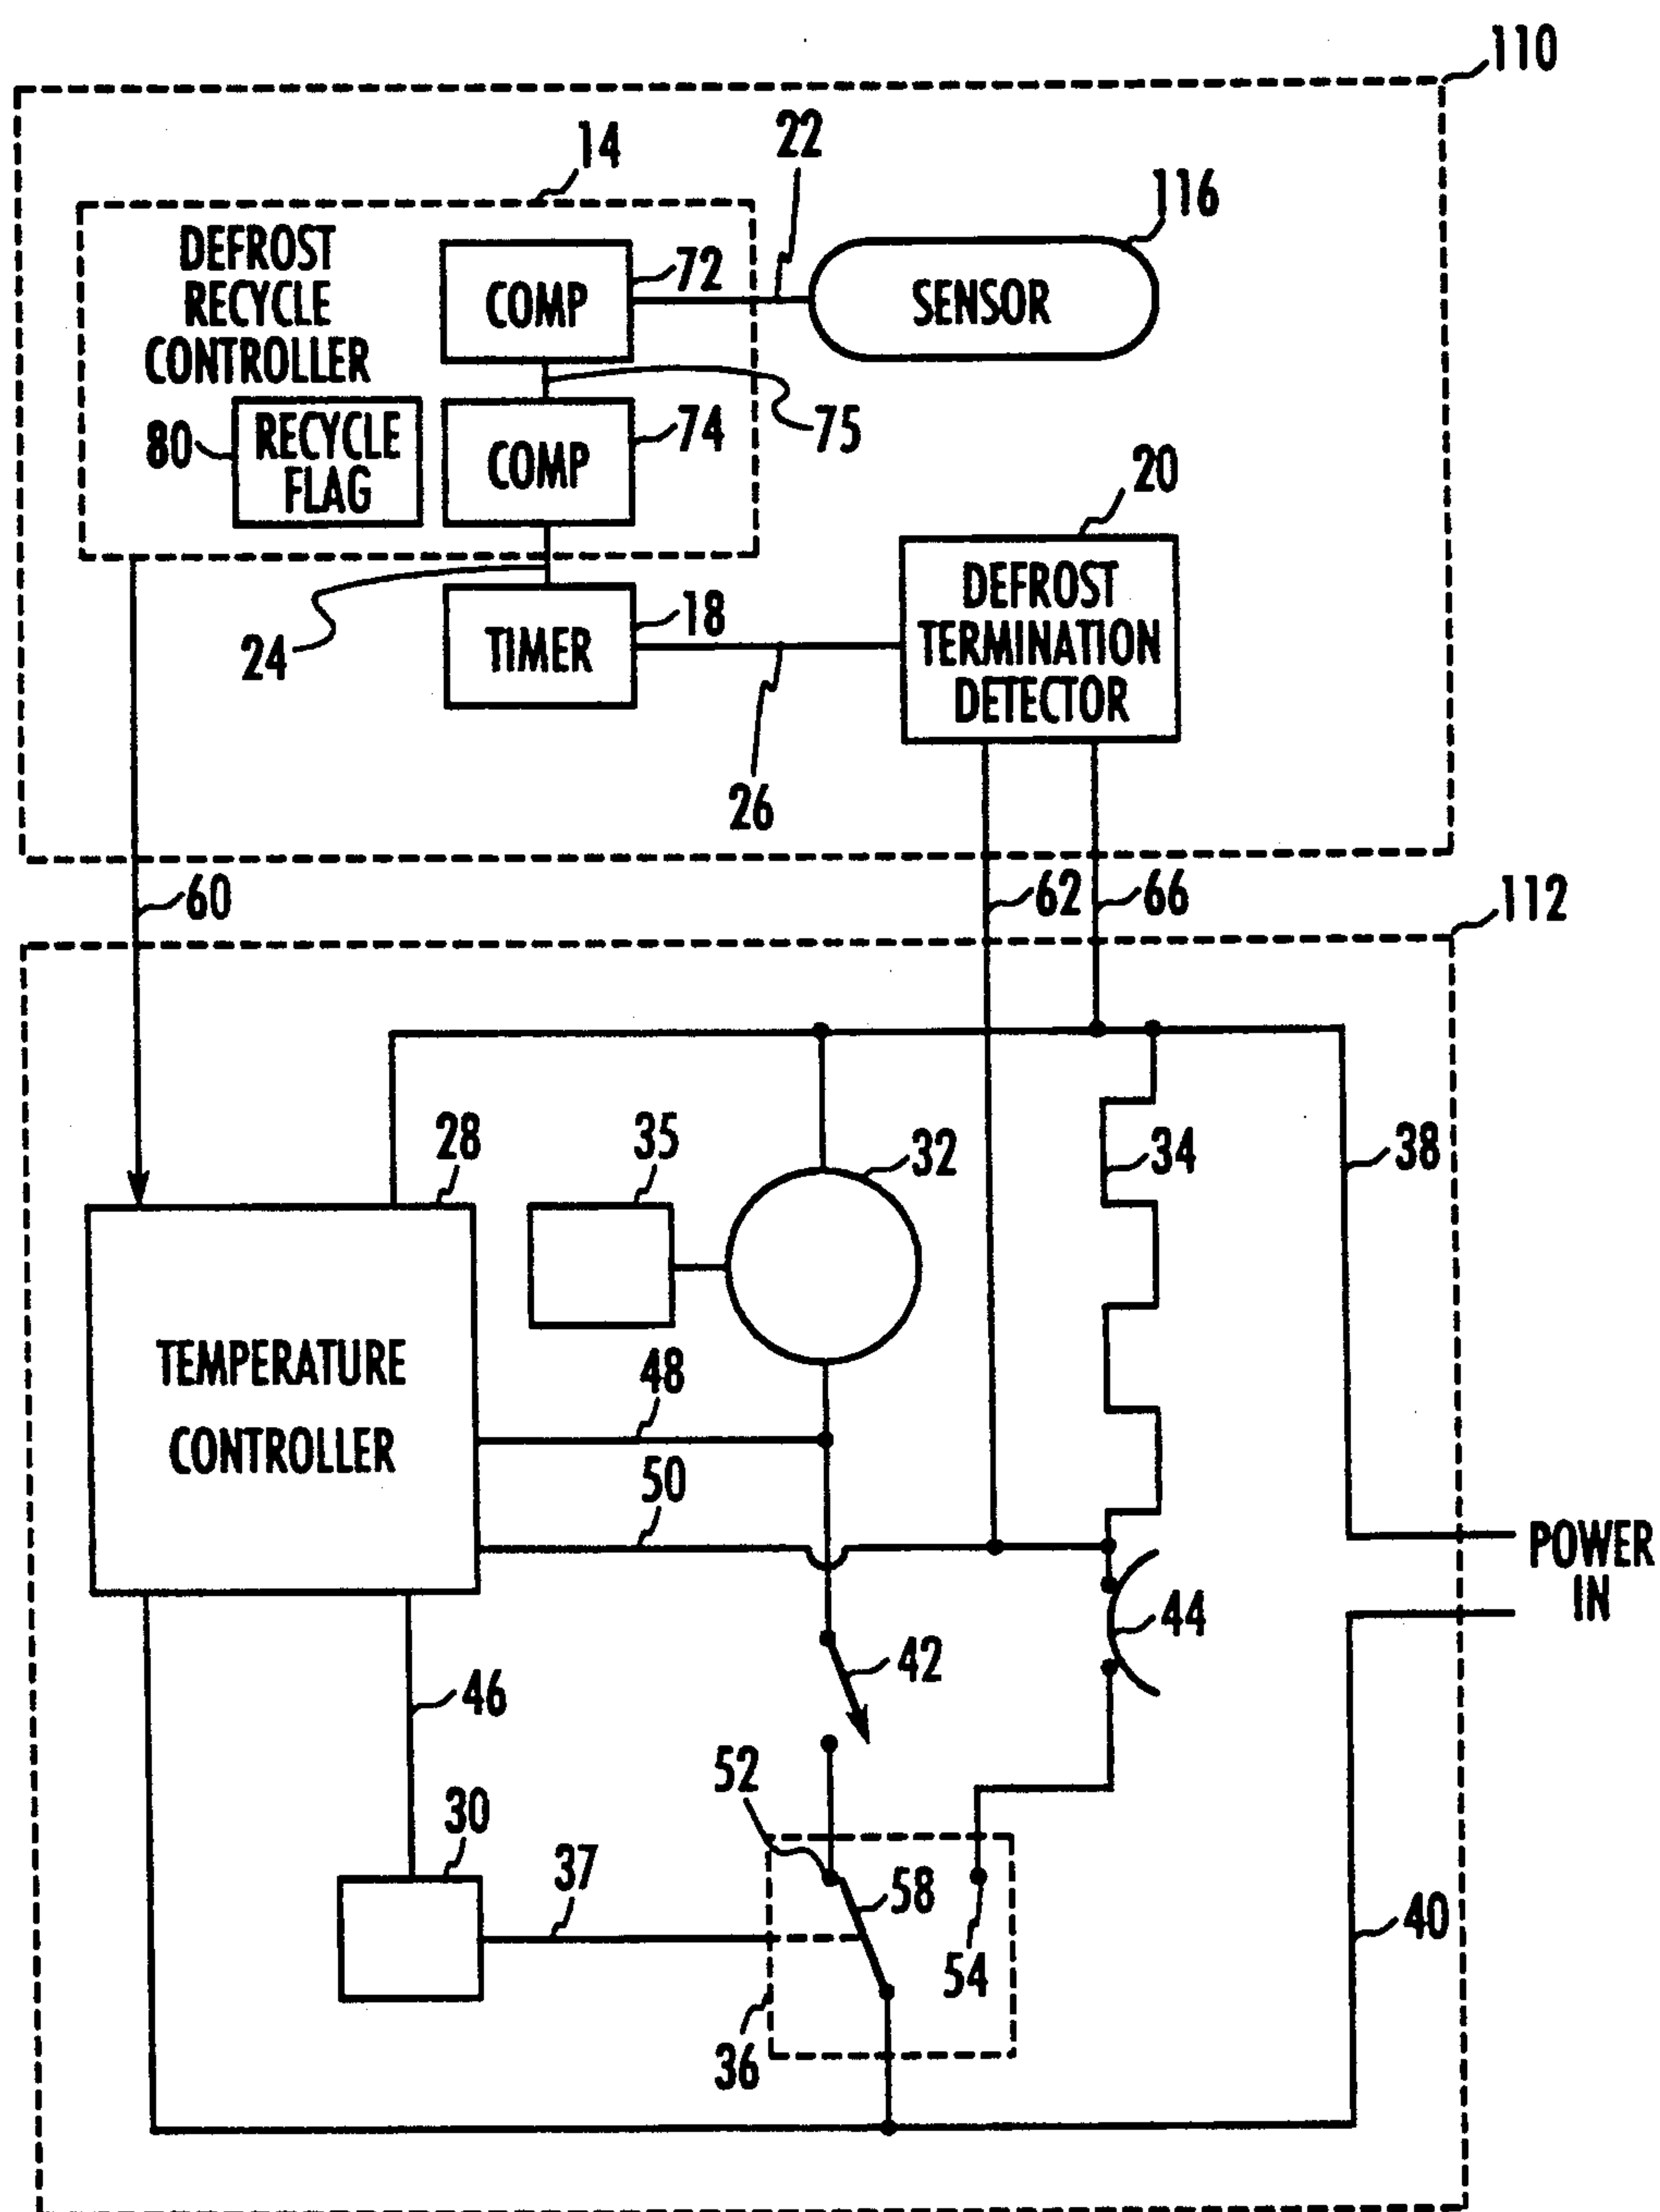 110
14
22
116
DEFROST
RECYCLE
CONTROLLER
COMP
72
SENSOR
75
80
RECYCLE
FLAG
COMP
74
20
DEFROST
TERMINATION
DETECTOR
24
TIMER
18
26
60
62
66
112
28
35
32
34
38
TEMPERATURE
CONTROLLER
48
50
POWER
IN
44
42
46
52
30
37
58
54
40
36